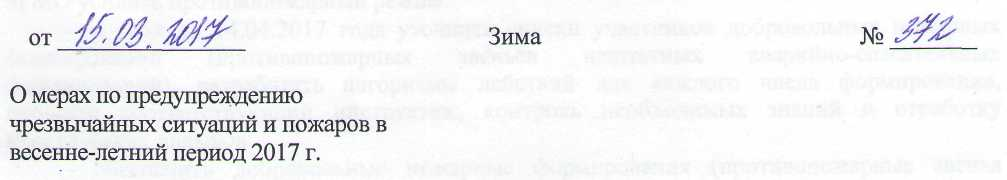 от 15.03.2017 Зима № 372
О мерах по предупреждению
чрезвычайных ситуаций и пожаров в
весенне-летний период 2017 г.